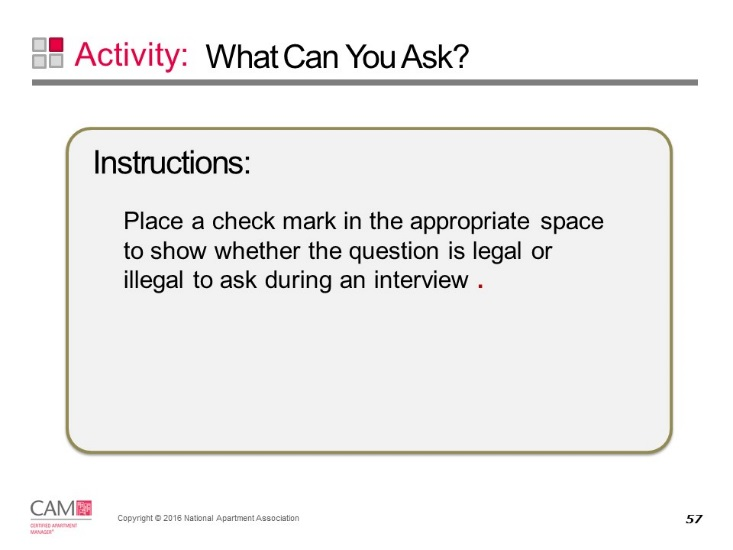 Activity: What Can You Ask?
Instructions:
Place a check mark in the appropriate space
to show whether the question is legal or
illegal to ask during an interview .
CAM
CERTIFIED APARTMENT
MANAGER®
Copyright © 2016 National Apartment Association
57